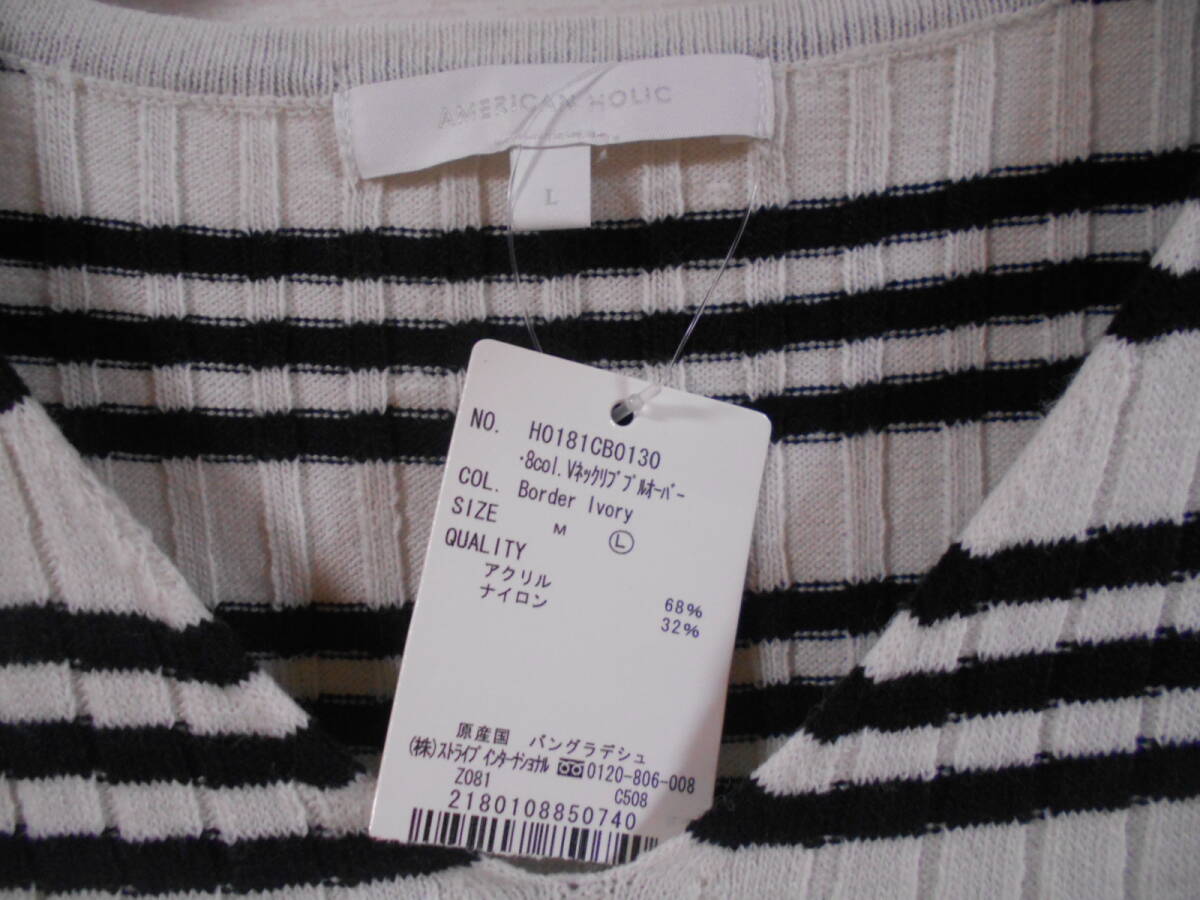 AMERICAN HOLIC
L
NO. HO181CB0130
·8col.Vネックリブプルオーバー
COL. Border Ivory
SIZE M Ⓛ
QUALITY
アクリル 68%
ナイロン 32%
原産国 バングラデシュ
(株)ストライプインターナショナル 0120-806-008
Z081 C508
2180108850740